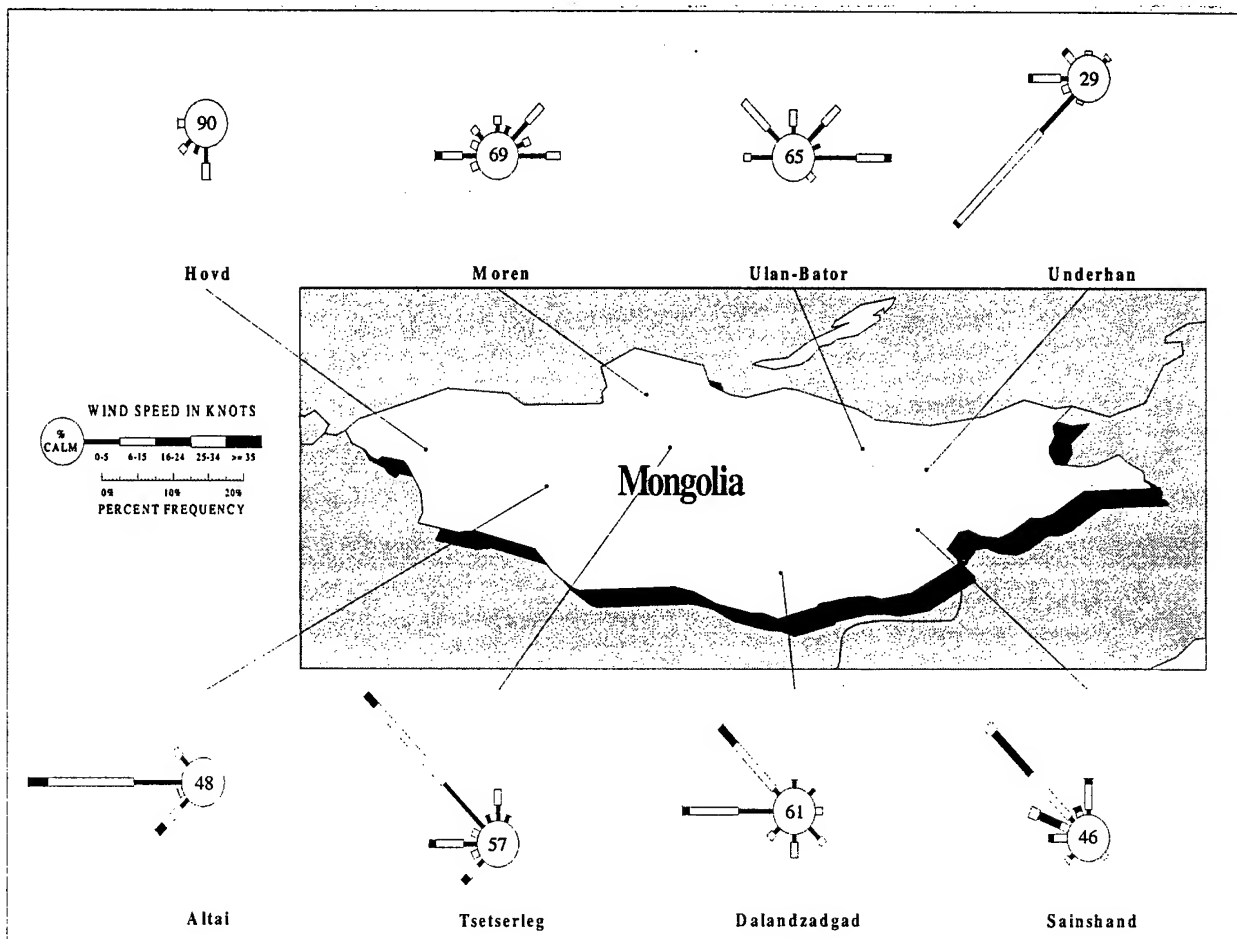 90
69
65
29
Hovd
Moren
Ulan-Bator
Underhan
WIND SPEED IN KNOTS
% CALM
0-5 6-15 16-24 25-34 >= 35
0% 10% 20%
PERCENT FREQUENCY
Mongolia
48
57
61
46
Altai
Tsetserleg
Dalandzadgad
Sainshand